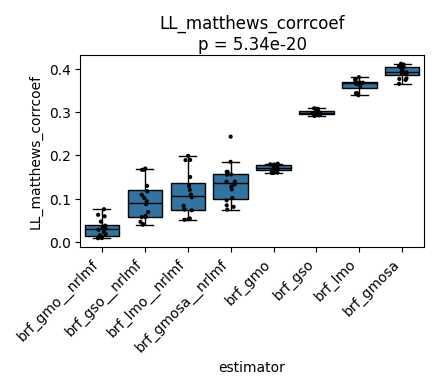 LL_matthews_corrcoef
p = 5.34e-20
LL_matthews_corrcoef
0.4
0.3
0.2
0.1
0.0
brf_gmo__nrlmf
brf_gso__nrlmf
brf_lmo__nrlmf
brf_gmosa__nrlmf
brf_gmo
brf_gso
brf_lmo
brf_gmosa
estimator